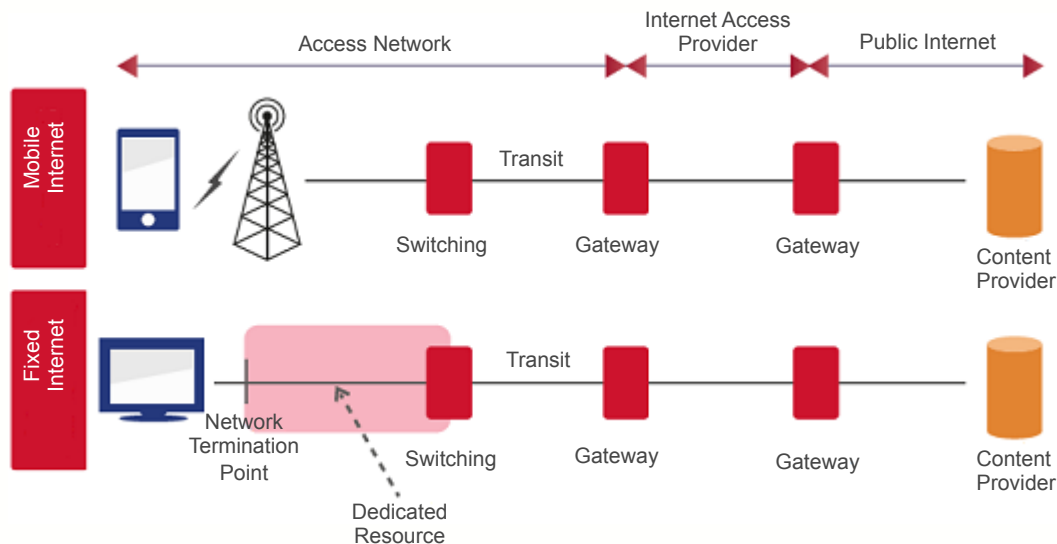 Access Network
Internet Access
Provider
Public Internet
Mobile
Internet
Transit
Switching
Gateway
Gateway
Content
Provider
Fixed
Internet
Transit
Network
Termination
Point
Switching
Gateway
Gateway
Content
Provider
Dedicated
Resource